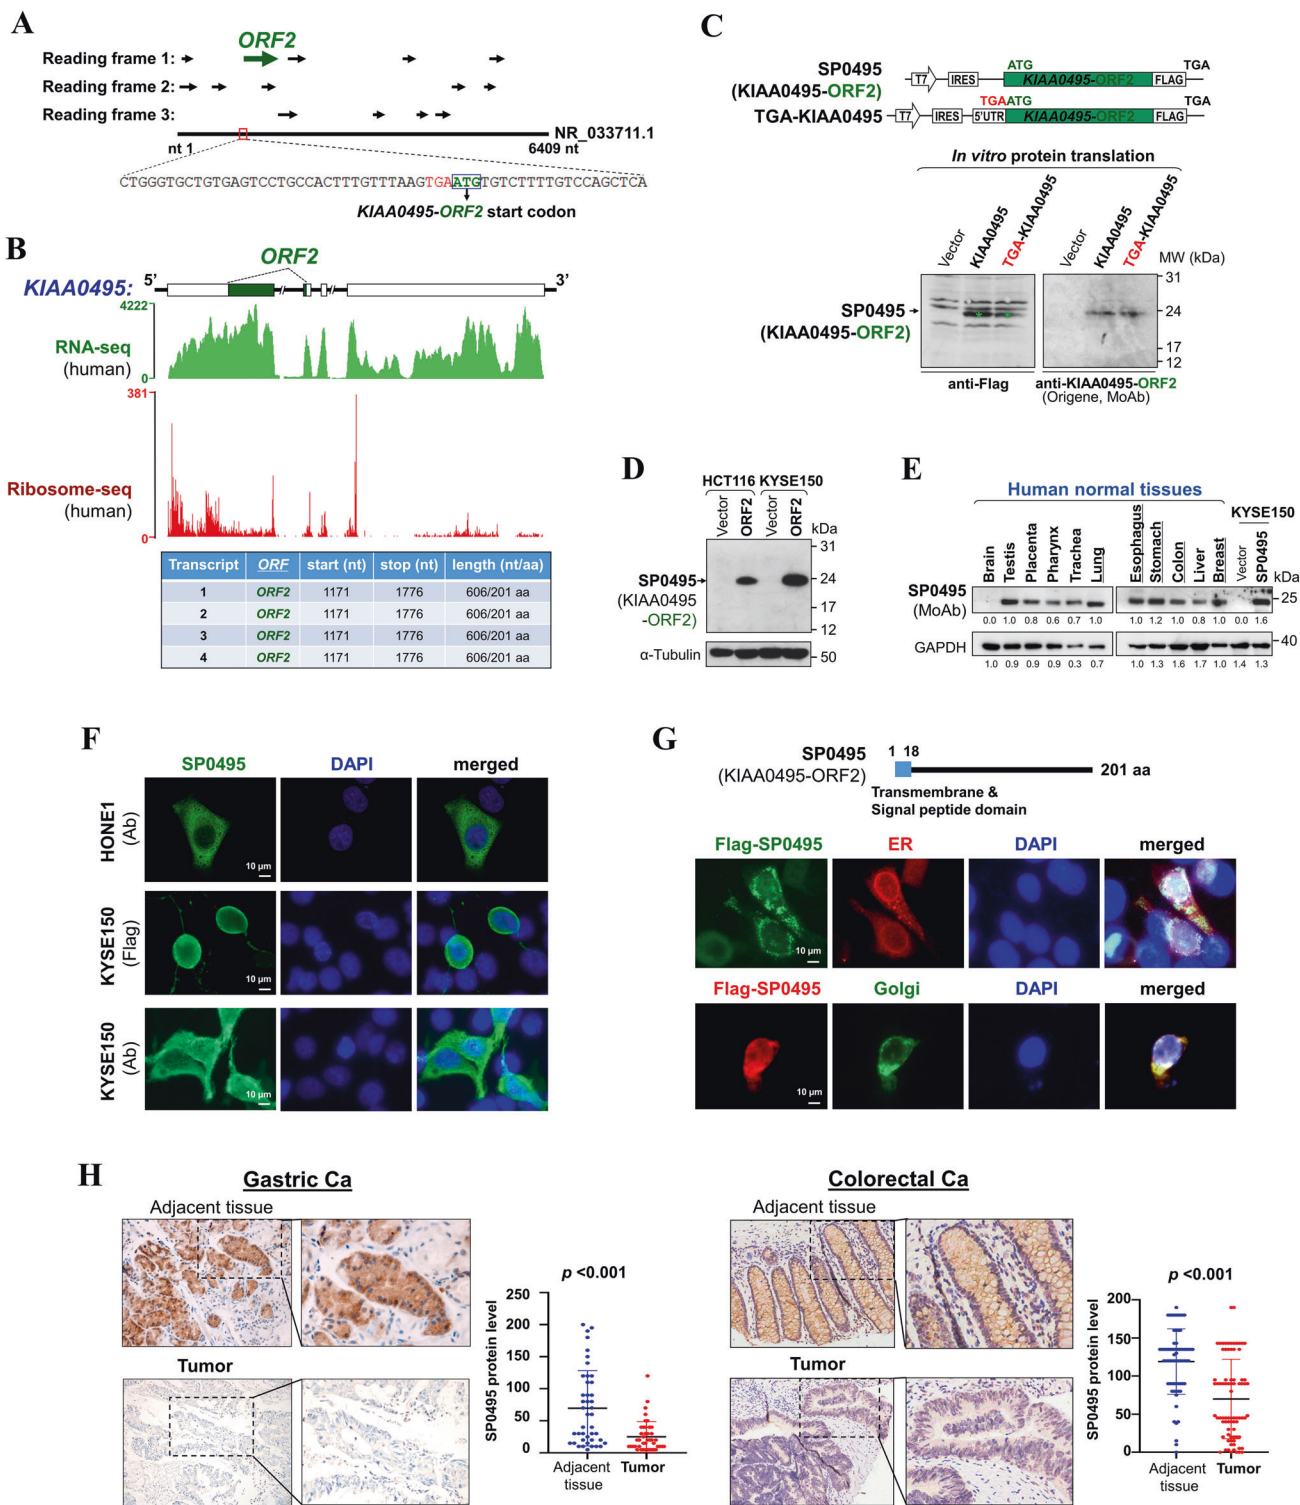 A
ORF2
Reading frame 1:
Reading frame 2:
Reading frame 3:
NR_033711.1
nt 1
6409 nt
CTGGGTGCTGTGAGTCCTGCCACTTTGTTTAAGTGAATGTGTCTTTTGTCCAGCTCA
KIAA0495-ORF2 start codon
B
ORF2
KIAA0495:
5’
3’
4222
RNA-seq
(human)
0
381
Ribosome-seq
(human)
0
Transcript ORF start (nt) stop (nt) length (nt/aa)
1 ORF2 1171 1776 606/201 aa
2 ORF2 1171 1776 606/201 aa
3 ORF2 1171 1776 606/201 aa
4 ORF2 1171 1776 606/201 aa
C
ATG
TGA
SP0495
(KIAA0495-ORF2)
T7 IRES KIAA0495-ORF2 FLAG
TGAATG
TGA
TGA-KIAA0495
T7 IRES 5'UTR KIAA0495-ORF2 FLAG
In vitro protein translation
Vector
KIAA0495
TGA-KIAA0495
Vector
KIAA0495
TGA-KIAA0495
MW (kDa)
31
24
17
12
SP0495
(KIAA0495-ORF2)
*
*
anti-Flag
anti-KIAA0495-ORF2
(Origene, MoAb)
D
HCT116 KYSE150
Vector
ORF2
Vector
ORF2
kDa
31
24
17
12
SP0495
(KIAA0495
-ORF2)
α-Tubulin
50
E
Human normal tissues
KYSE150
Brain
Testis
Placenta
Pharynx
Trachea
Lung
Esophagus
Stomach
Colon
Liver
Breast
Vector
SP0495
kDa
SP0495
(MoAb)
25
0.0 1.0 0.8 0.6 0.7 1.0 1.0 1.2 1.0 0.8 1.0 0.0 1.6
GAPDH
40
1.0 0.9 0.9 0.9 0.3 0.7 1.0 1.3 1.6 1.7 1.0 1.4 1.3
F
SP0495 DAPI merged
HONE1
(Ab)
10 µm
KYSE150
(Flag)
10 µm
KYSE150
(Ab)
10 µm
G
SP0495
(KIAA0495-ORF2)
1 18
201 aa
Transmembrane &
Signal peptide domain
Flag-SP0495 ER DAPI merged
10 µm
Flag-SP0495 Golgi DAPI merged
10 µm
H
Gastric Ca
Adjacent tissue
Tumor
p <0.001
SP0495 protein level
250
200
150
100
50
0
Adjacent
tissue
Tumor
Colorectal Ca
Adjacent tissue
Tumor
p <0.001
SP0495 protein level
200
150
100
50
0
Adjacent
tissue
Tumor